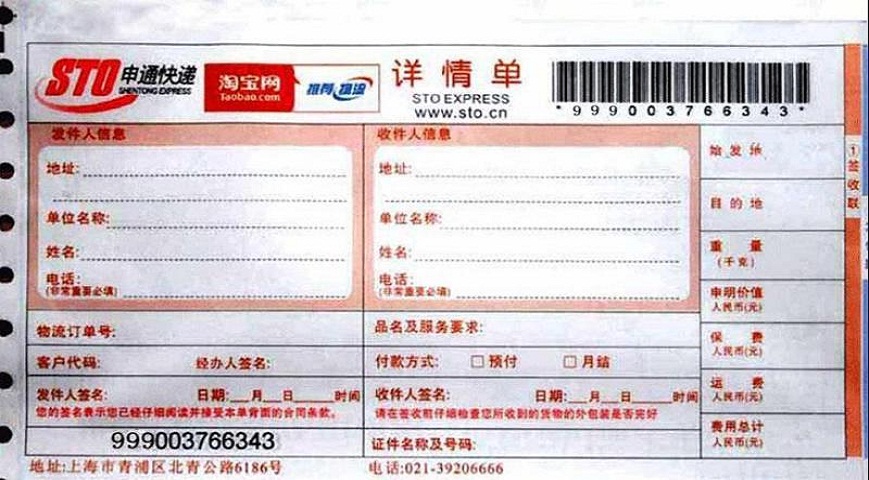 STO 申通快递
SHENTONG EXPRESS
淘宝网
Taobao.com
推荐 物流
详情单
STO EXPRESS
www.sto.cn
*999003766343*
发件人信息
地址:
单位名称:
姓名:
电话:
(非常重要必填)
收件人信息
地址:
单位名称:
姓名:
电话:
(非常重要必填)
始发地
目的地
重量
(千克)
申明价值
人民币(元)
保费
人民币(元)
运费
人民币(元)
费用总计
人民币(元)
①签收联
物流订单号:
品名及服务要求:
客户代码: 经办人签名:
付款方式: □预付 □月结
发件人签名: 日期:__月__日 时间
您的签名表示您已经仔细阅读并接受本单背面的合同条款。
收件人签名: 日期:__月__日 时间
请在签收前仔细检查您所收到的货物的外包装是否完好
999003766343
证件名称及号码:
地址:上海市青浦区北青公路6186号 电话:021-39206666